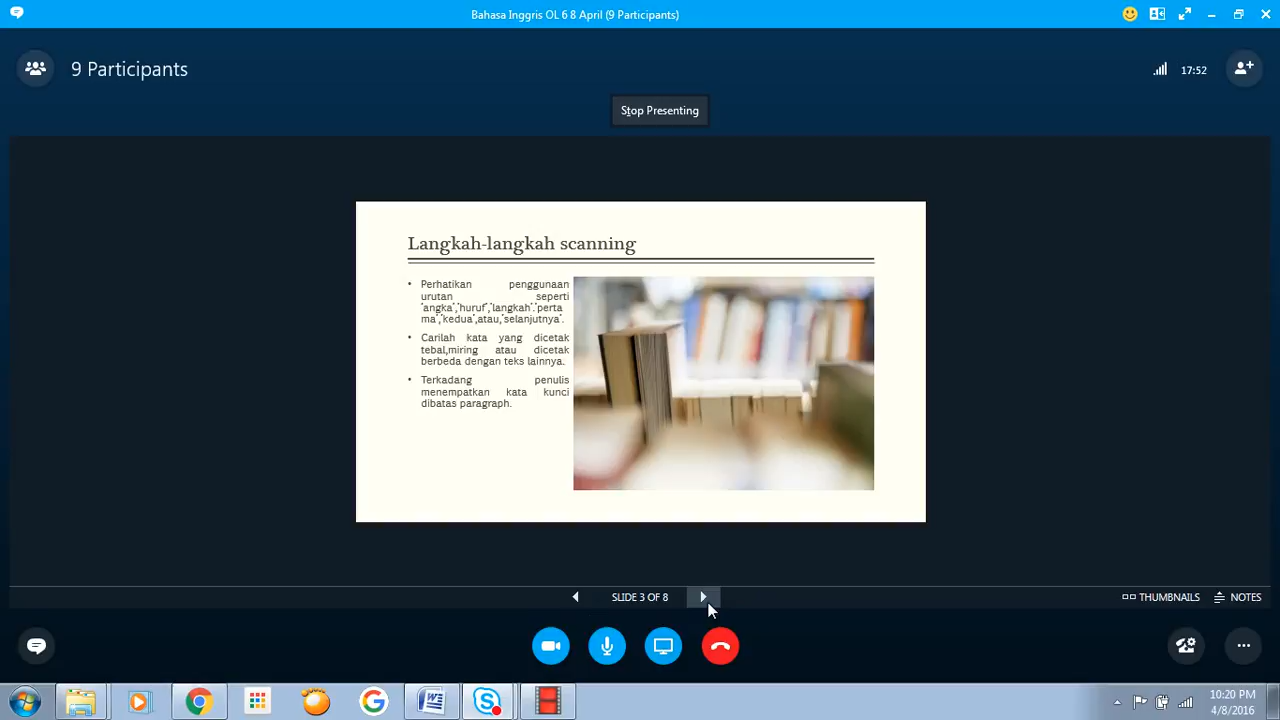 Bahasa Inggris OL 6 8 April (9 Participants)
9 Participants
17:52
Stop Presenting
Langkah-langkah scanning
• Perhatikan penggunaan
urutan seperti
'angka','huruf','langkah'.'perta
ma','kedua',atau,'selanjutnya'.
• Carilah kata yang dicetak
tebal,miring atau dicetak
berbeda dengan teks lainnya.
• Terkadang penulis
menempatkan kata kunci
dibatas paragraph.
SLIDE 3 OF 8
THUMBNAILS
NOTES
10:20 PM
4/8/2016